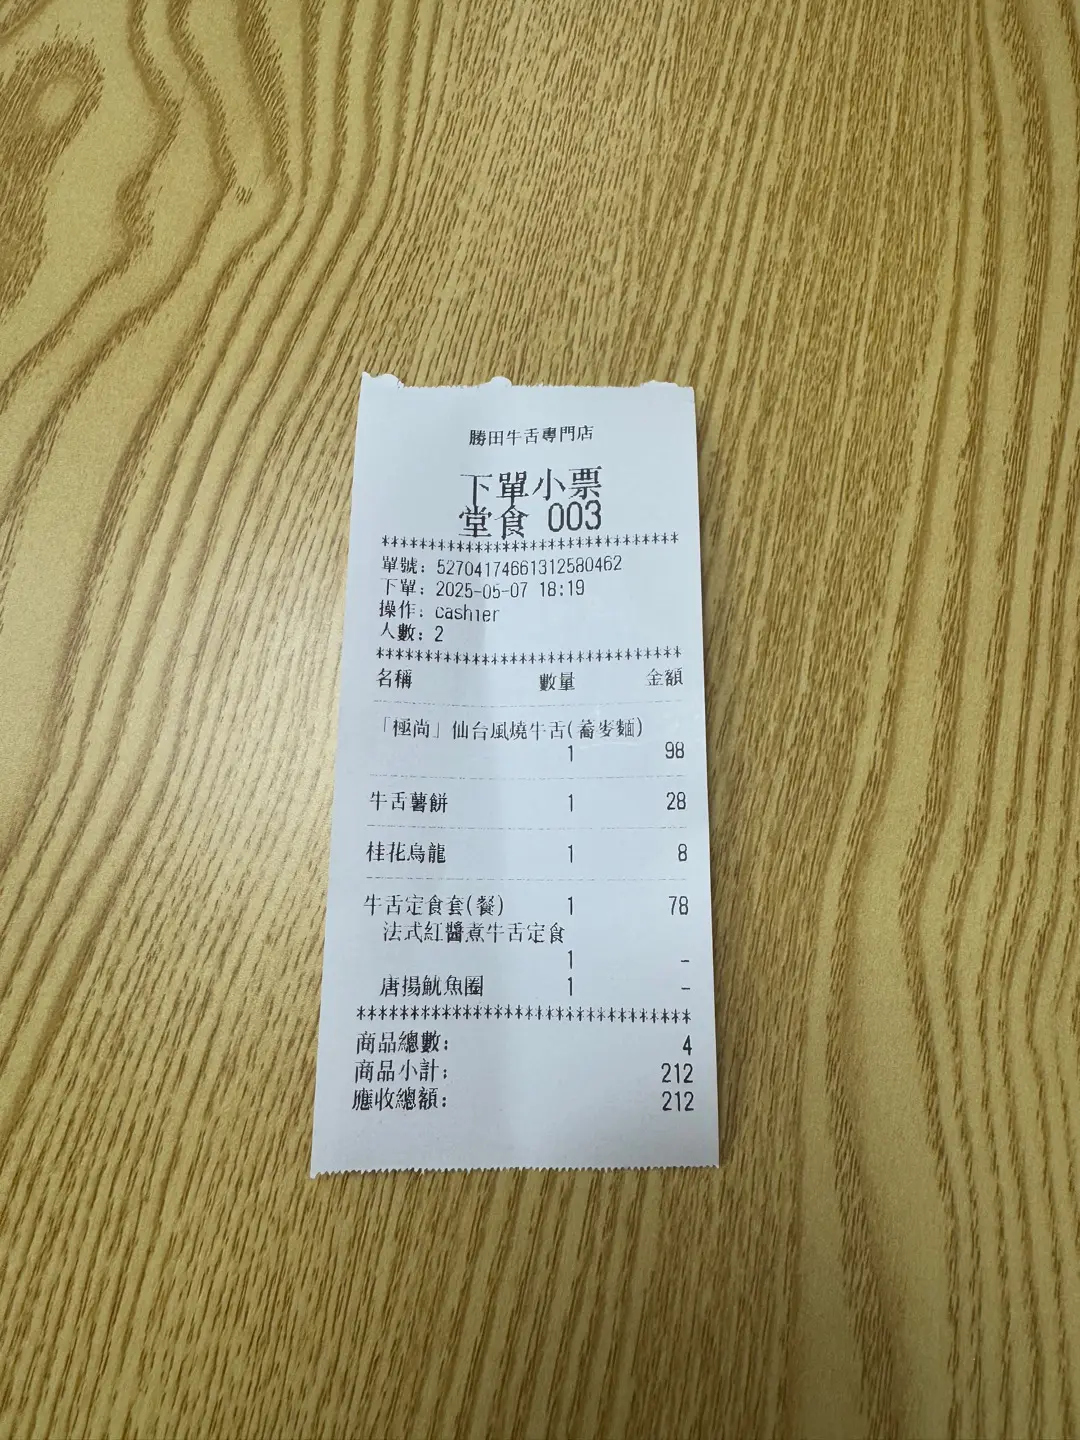 勝田牛舌專門店
下單小票
堂食 003
*********************************
單號: 52704174661312580462
下單: 2025-05-07 18:19
操作: cashier
人數: 2
*********************************
名稱 數量 金額
「極尚」仙台風燒牛舌(蕎麥麵)
1 98
牛舌薯餅 1 28
桂花烏龍 1 8
牛舌定食套(餐) 1 78
法式紅醬煮牛舌定食
1 -
唐揚魷魚圈 1 -
*********************************
商品總數: 4
商品小計: 212
應收總額: 212